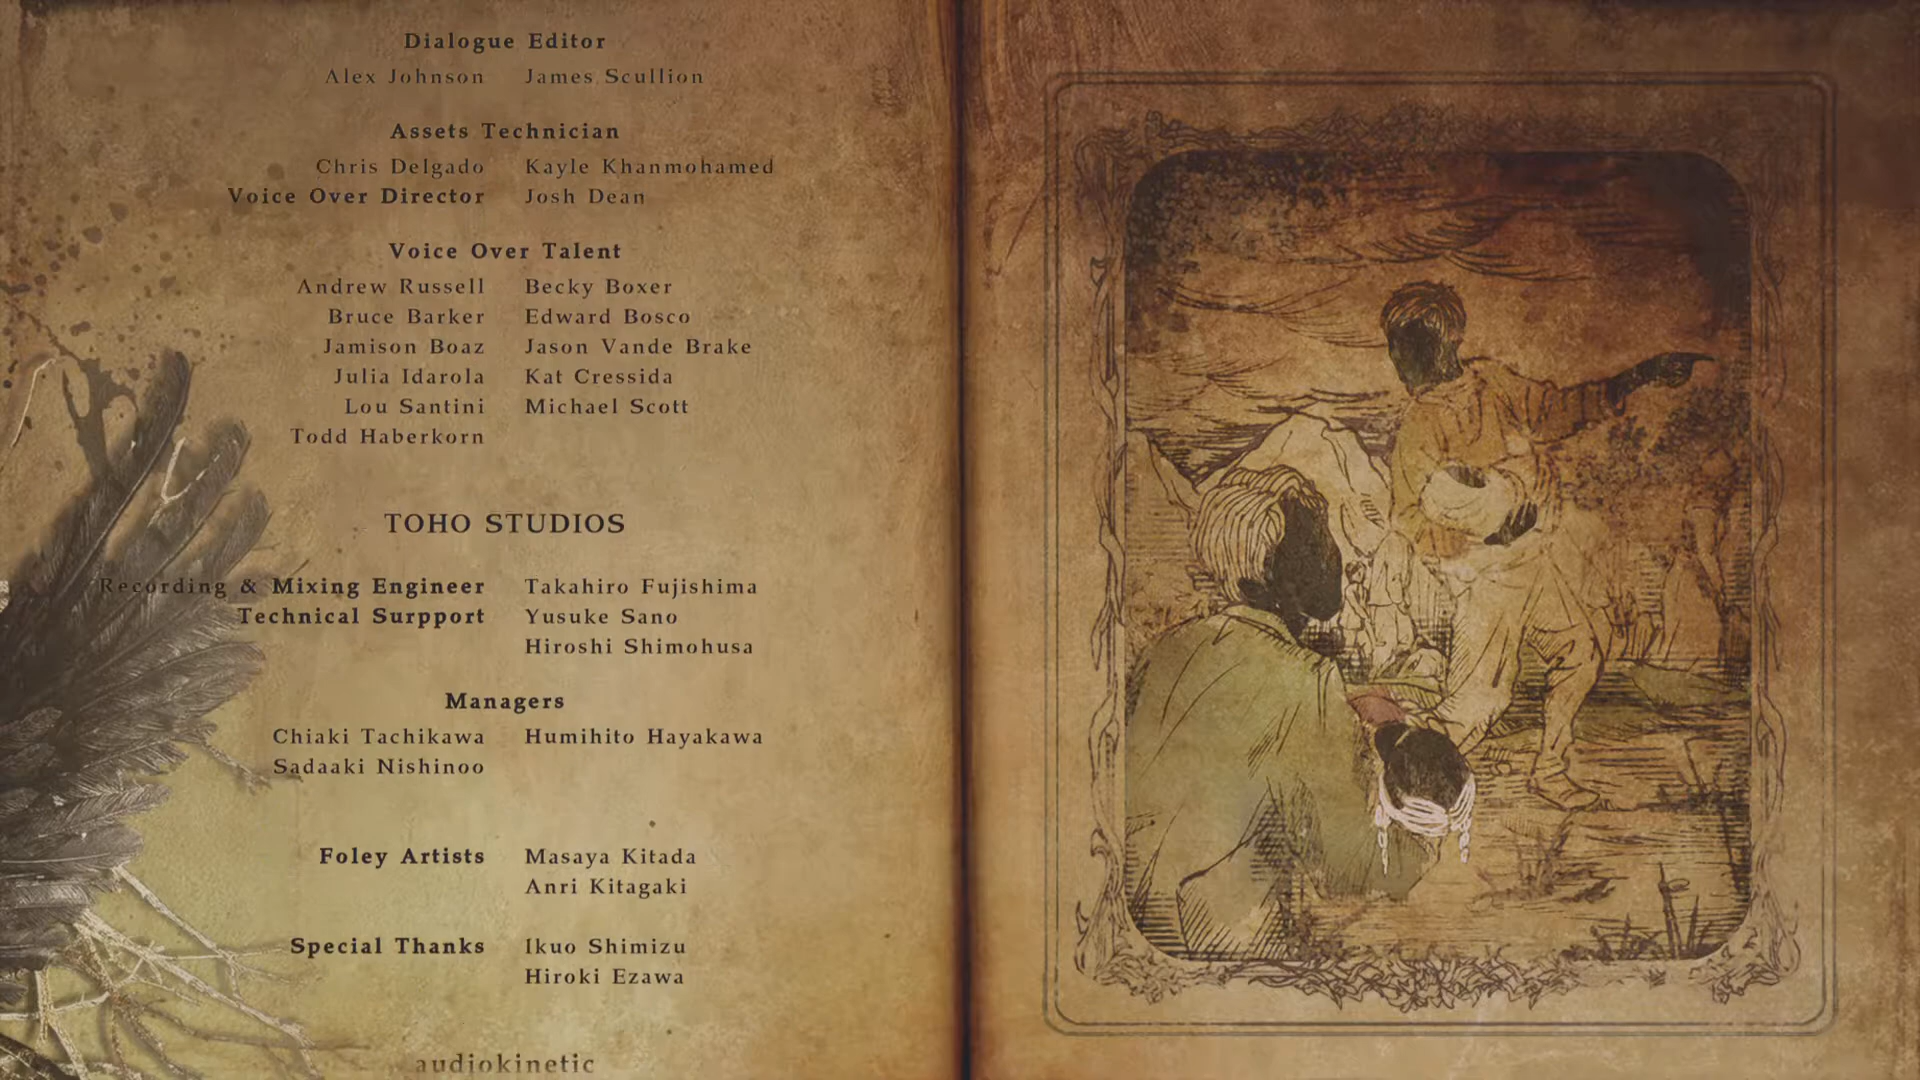 Dialogue Editor
Alex Johnson James Scullion
Assets Technician
Chris Delgado Kayle Khanmohamed
Voice Over Director Josh Dean
Voice Over Talent
Andrew Russell Becky Boxer
Bruce Barker Edward Bosco
Jamison Boaz Jason Vande Brake
Julia Idarola Kat Cressida
Lou Santini Michael Scott
Todd Haberkorn
TOHO STUDIOS
Recording & Mixing Engineer Takahiro Fujishima
Technical Surpport Yusuke Sano
Hiroshi Shimohusa
Managers
Chiaki Tachikawa Humihito Hayakawa
Sadaaki Nishinoo
Foley Artists Masaya Kitada
Anri Kitagaki
Special Thanks Ikuo Shimizu
Hiroki Ezawa
audiokinetic